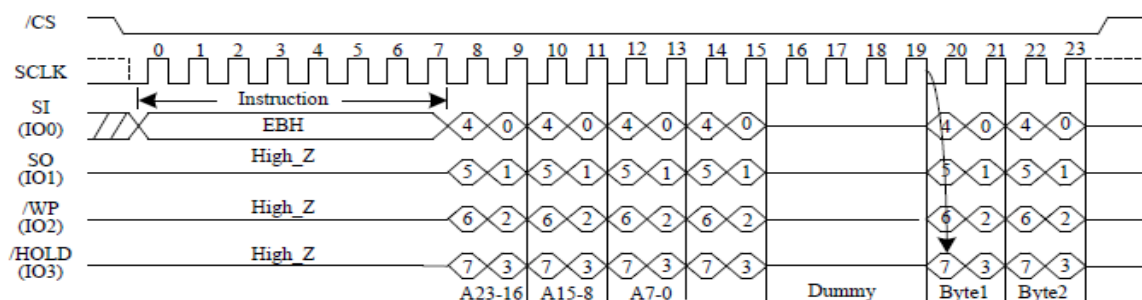 /CS
0 1 2 3 4 5 6 7 8 9 10 11 12 13 14 15 16 17 18 19 20 21 22 23
SCLK
Instruction
SI
(IO0)
EBH
4 0 4 0 4 0 4 0 4 0 4 0
SO
(IO1)
High_Z
5 1 5 1 5 1 5 1 5 1 5 1
/WP
(IO2)
High_Z
6 2 6 2 6 2 6 2 6 2 6 2
/HOLD
(IO3)
High_Z
7 3 7 3 7 3 7 3 7 3 7 3
A23-16 A15-8 A7-0 Dummy Byte1 Byte2